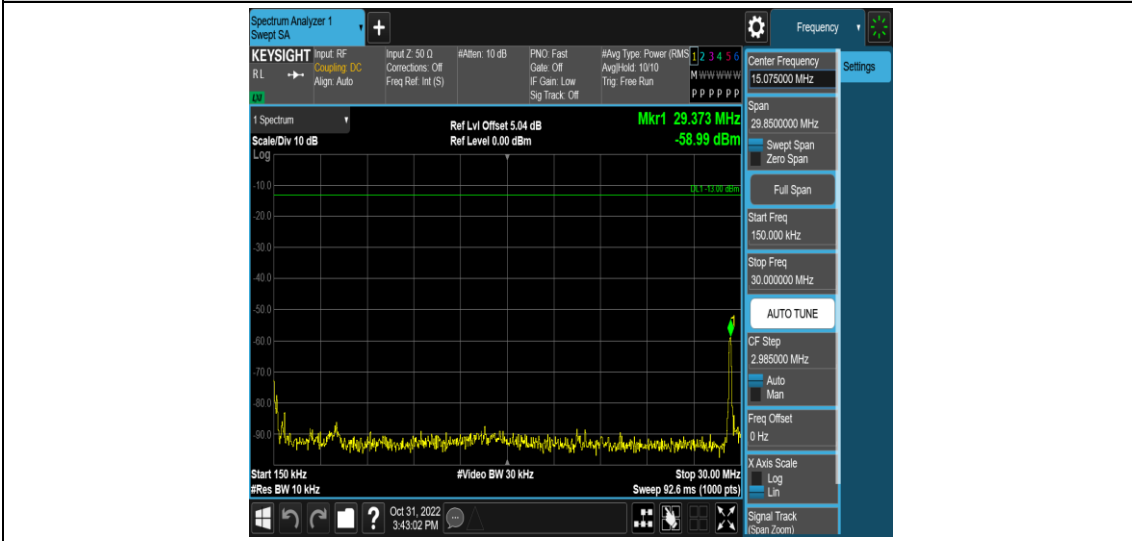 Spectrum Analyzer 1
Swept SA
+
Frequency
KEYSIGHT
Input: RF
Input Z: 50 Ω
#Atten: 10 dB
PNO: Fast
#Avg Type: Power (RMS
1 2 3 4 5 6
RL
Coupling: DC
Corrections: Off
Gate: Off
Avg|Hold: 10/10
M W W W W W
Align: Auto
Freq Ref: Int (S)
IF Gain: Low
Trig: Free Run
Sig Track: Off
P P P P P P
1 Spectrum
Scale/Div 10 dB
Ref Lvl Offset 5.04 dB
Ref Level 0.00 dBm
Mkr1 29.373 MHz
-58.99 dBm
Log
DL1 -13.00 dBm
-10.0
-20.0
-30.0
-40.0
-50.0
-60.0
-70.0
-80.0
-90.0
Start 150 kHz
#Video BW 30 kHz
Stop 30.00 MHz
#Res BW 10 kHz
Sweep 92.6 ms (1000 pts)
?
Oct 31, 2022
3:43:02 PM
Center Frequency
15.075000 MHz
Settings
Span
29.8500000 MHz
Swept Span
Zero Span
Full Span
Start Freq
150.000 kHz
Stop Freq
30.000000 MHz
AUTO TUNE
CF Step
2.985000 MHz
Auto
Man
Freq Offset
0 Hz
X Axis Scale
Log
Lin
Signal Track
(Span Zoom)